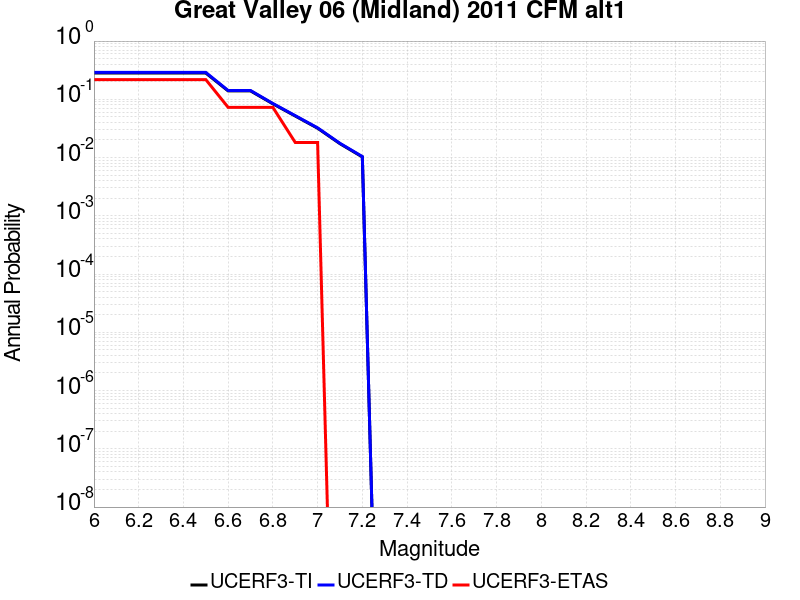 Great Valley 06 (Midland) 2011 CFM alt1
10^0
10^-1
10^-2
10^-3
10^-4
10^-5
10^-6
10^-7
10^-8
Annual Probability
6 6.2 6.4 6.6 6.8 7 7.2 7.4 7.6 7.8 8 8.2 8.4 8.6 8.8 9
Magnitude
UCERF3-TI UCERF3-TD UCERF3-ETAS